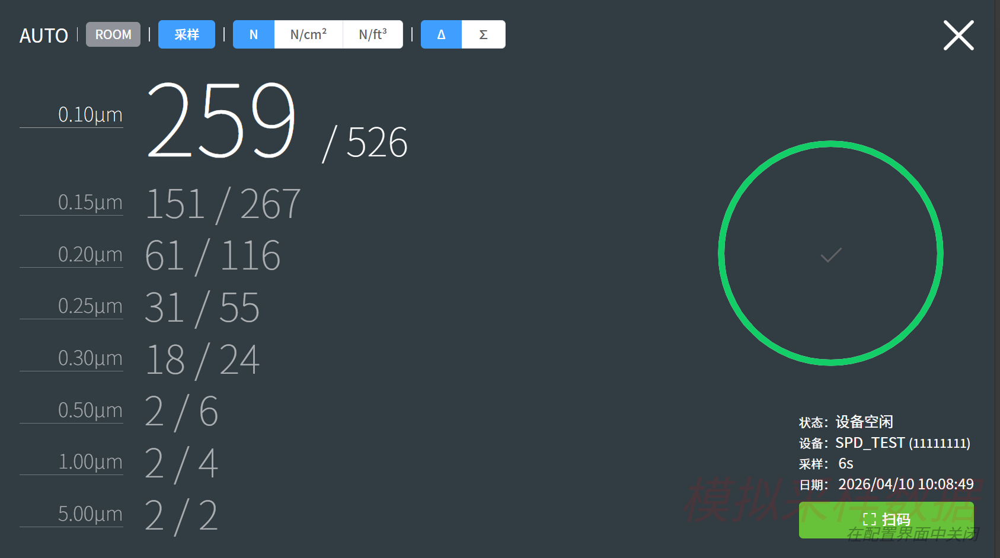 AUTO | ROOM | 采样 | N N/cm² N/ft³ | Δ Σ
0.10μm 259 / 526
0.15μm 151 / 267
0.20μm 61 / 116
0.25μm 31 / 55
0.30μm 18 / 24
0.50μm 2 / 6
1.00μm 2 / 4
5.00μm 2 / 2
状态：设备空闲
设备：SPD_TEST (11111111)
采样：6s
日期：2026/04/10 10:08:49
模拟采样数据
扫码
在配置界面中关闭